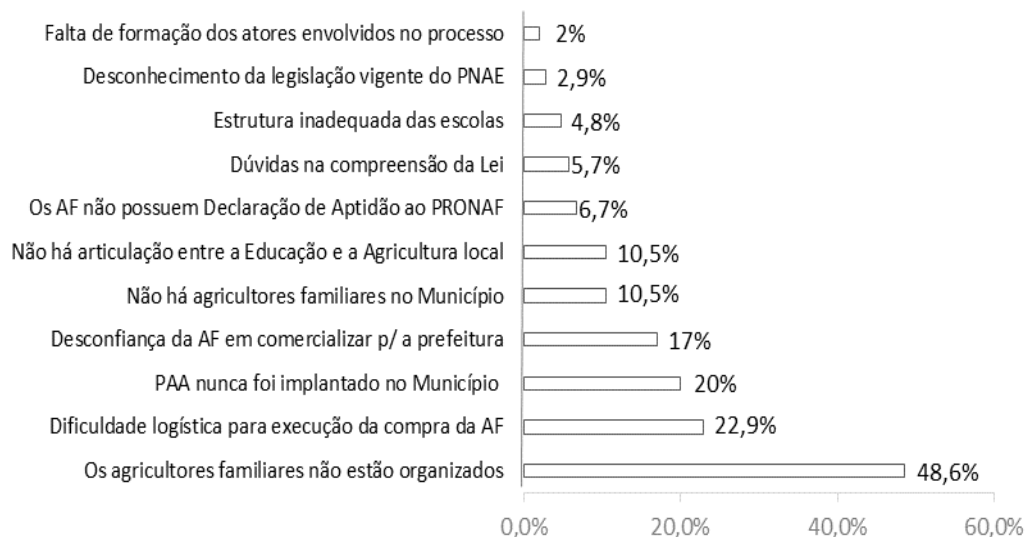 Falta de formação dos atores envolvidos no processo 2%
Desconhecimento da legislação vigente do PNAE 2,9%
Estrutura inadequada das escolas 4,8%
Dúvidas na compreensão da Lei 5,7%
Os AF não possuem Declaração de Aptidão ao PRONAF 6,7%
Não há articulação entre a Educação e a Agricultura local 10,5%
Não há agricultores familiares no Município 10,5%
Desconfiança da AF em comercializar p/ a prefeitura 17%
PAA nunca foi implantado no Município 20%
Dificuldade logística para execução da compra da AF 22,9%
Os agricultores familiares não estão organizados 48,6%
0,0% 20,0% 40,0% 60,0%